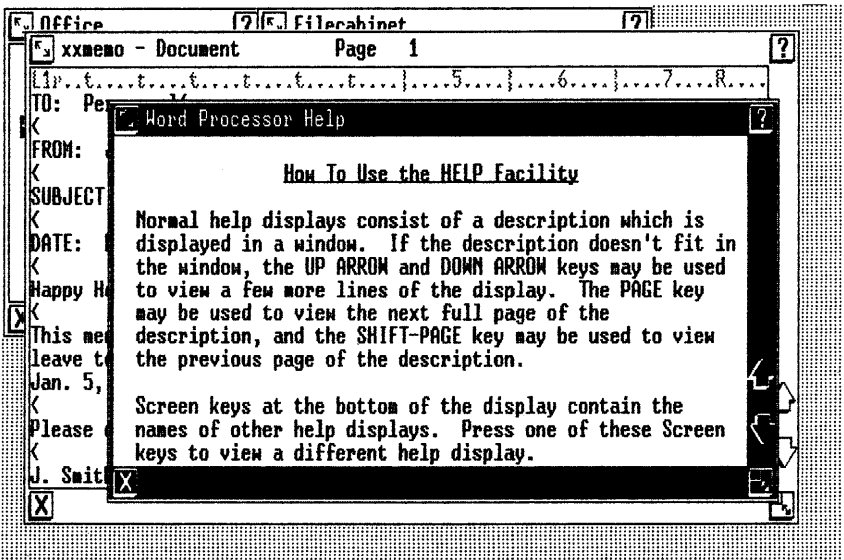 Office ? Filecabinet ?
xxmemo - Document Page 1 ?
L1r..t....t....t....t....t....t....|....5....|....6....|....7....R....
TO:
<
FROM:
<
SUBJECT
<
DATE:
<
Happy
<
This
leave
Jan. 5,
<
Please
<
J.
X
Word Processor Help ?
How To Use the HELP Facility
Normal help displays consist of a description which is
displayed in a window. If the description doesn't fit in
the window, the UP ARROW and DOWN ARROW keys may be used
to view a few more lines of the display. The PAGE key
may be used to view the next full page of the
description, and the SHIFT-PAGE key may be used to view
the previous page of the description.
Screen keys at the bottom of the display contain the
names of other help displays. Press one of these Screen
keys to view a different help display.
X
X